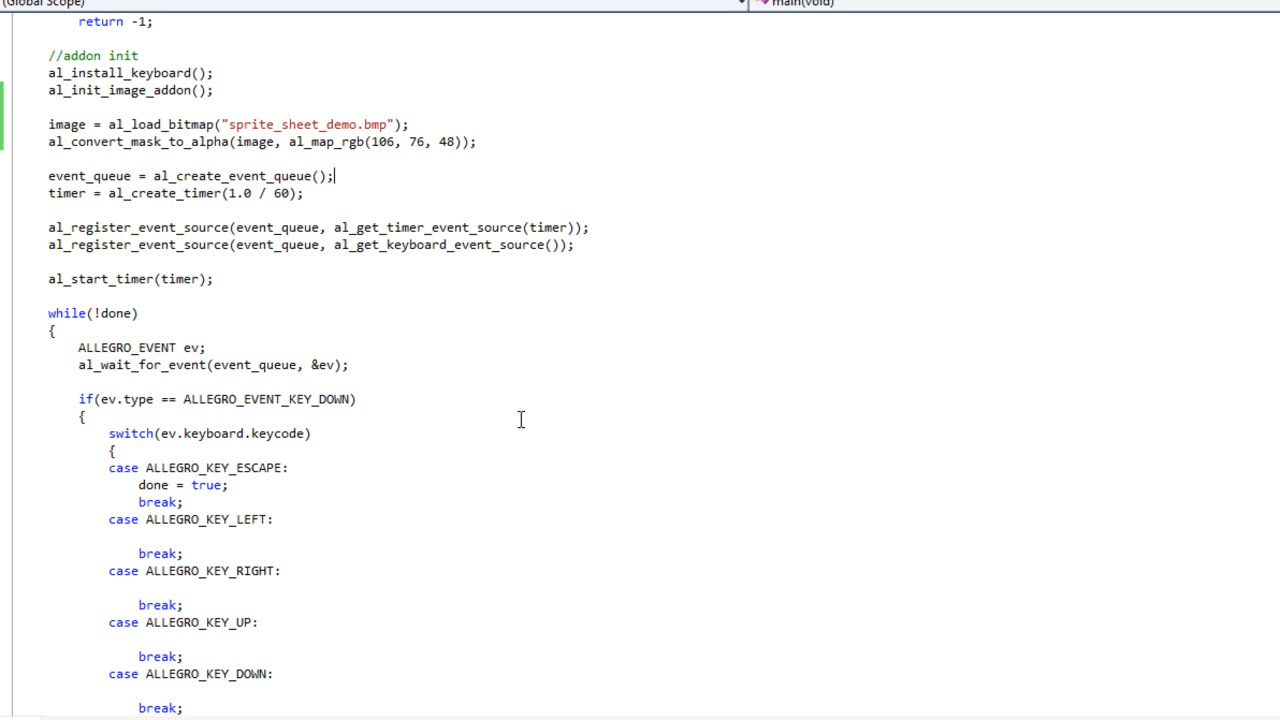 (Global Scope)
main(void)
return -1;
//addon init
al_install_keyboard();
al_init_image_addon();
image = al_load_bitmap("sprite_sheet_demo.bmp");
al_convert_mask_to_alpha(image, al_map_rgb(106, 76, 48));
event_queue = al_create_event_queue();
timer = al_create_timer(1.0 / 60);
al_register_event_source(event_queue, al_get_timer_event_source(timer));
al_register_event_source(event_queue, al_get_keyboard_event_source());
al_start_timer(timer);
while(!done)
{
ALLEGRO_EVENT ev;
al_wait_for_event(event_queue, &ev);
if(ev.type == ALLEGRO_EVENT_KEY_DOWN)
{
switch(ev.keyboard.keycode)
{
case ALLEGRO_KEY_ESCAPE:
done = true;
break;
case ALLEGRO_KEY_LEFT:
break;
case ALLEGRO_KEY_RIGHT:
break;
case ALLEGRO_KEY_UP:
break;
case ALLEGRO_KEY_DOWN:
break;